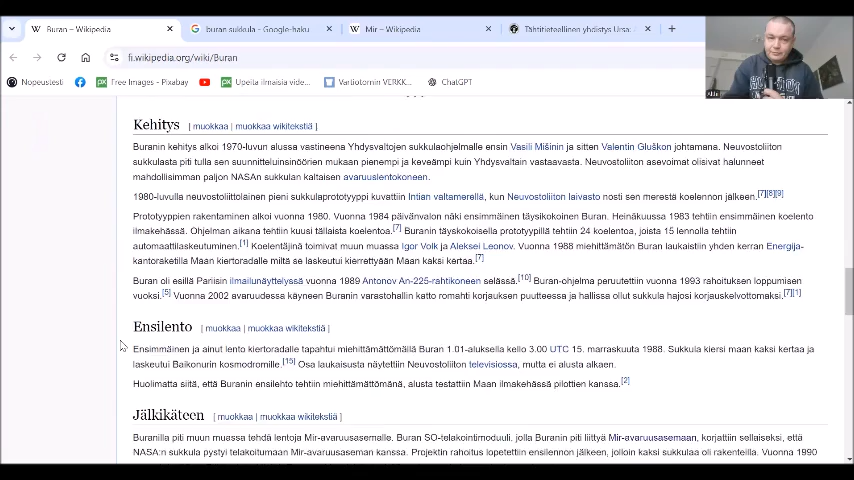 Buran – Wikipedia
buran sukkula - Google-haku
Mir – Wikipedia
Tähtitieteellinen yhdistys Ursa:
fi.wikipedia.org/wiki/Buran
Nopeustesti
Free Images - Pixabay
Upeita ilmaisia vide...
Vartiotornin VERKK...
ChatGPT
Kehitys [ muokkaa | muokkaa wikitekstiä ]
Buranin kehitys alkoi 1970-luvun alussa vastineena Yhdysvaltojen sukkulaohjelmalle ensin Vasili Mišinin ja sitten Valentin Gluškon johtamana. Neuvostoliiton
sukkulasta piti tulla sen suunnitteluinsinöörien mukaan pienempi ja keveämpi kuin Yhdysvaltain vastaavasta. Neuvostoliiton asevoimat olisivat halunneet
mahdollisimman paljon NASAn sukkulan kaltaisen avaruuslentokoneen.
1980-luvulla neuvostoliittolainen pieni sukkulaprototyyppi kuvattiin Intian valtamerellä, kun Neuvostoliiton laivasto nosti sen merestä koelennon jälkeen.[7][8][9]
Prototyyppien rakentaminen alkoi vuonna 1980. Vuonna 1984 päivänvalon näki ensimmäinen täysikokoinen Buran. Heinäkuussa 1983 tehtiin ensimmäinen koelento
ilmakehässä. Ohjelman aikana tehtiin kuusi tällaista koelentoa.[7] Buranin täyskokoisella prototyypillä tehtiin 24 koelentoa, joista 15 lennolla tehtiin
automaattilaskeutuminen.[1] Koelentäjinä toimivat muun muassa Igor Volk ja Aleksei Leonov. Vuonna 1988 miehittämätön Buran laukaistiin yhden kerran Energija-
kantoraketilla Maan kiertoradalle miltä se laskeutui kierrettyään Maan kaksi kertaa.[7]
Buran oli esillä Pariisin ilmailunäyttelyssä vuonna 1989 Antonov An-225-rahtikoneen selässä.[10] Buran-ohjelma peruutettiin vuonna 1993 rahoituksen loppumisen
vuoksi.[5] Vuonna 2002 avaruudessa käyneen Buranin varastohallin katto romahti korjauksen puutteessa ja hallissa ollut sukkula hajosi korjauskelvottomaksi.[7][1]
Ensilento [ muokkaa | muokkaa wikitekstiä ]
Ensimmäinen ja ainut lento kiertoradalle tapahtui miehittämättömällä Buran 1.01-aluksella kello 3.00 UTC 15. marraskuuta 1988. Sukkula kiersi maan kaksi kertaa ja
laskeutui Baikonurin kosmodromille.[15] Osa laukaisusta näytettiin Neuvostoliiton televisiossa, mutta ei alusta alkaen.
Huolimatta siitä, että Buranin ensilehto tehtiin miehittämättömänä, alusta testattiin Maan ilmakehässä pilottien kanssa.[2]
Jälkikäteen [ muokkaa | muokkaa wikitekstiä ]
Buranilla piti muun muassa tehdä lentoja Mir-avaruusasemalle. Buran SO-telakointimoduuli, jolla Buranin piti liittyä Mir-avaruusasemaan, korjattiin sellaiseksi, että
NASA:n sukkula pystyi telakoitumaan Mir-avaruuseman kanssa. Projektin rahoitus lopetettiin ensilennon jälkeen, jolloin kaksi sukkulaa oli rakenteilla. Vuonna 1990